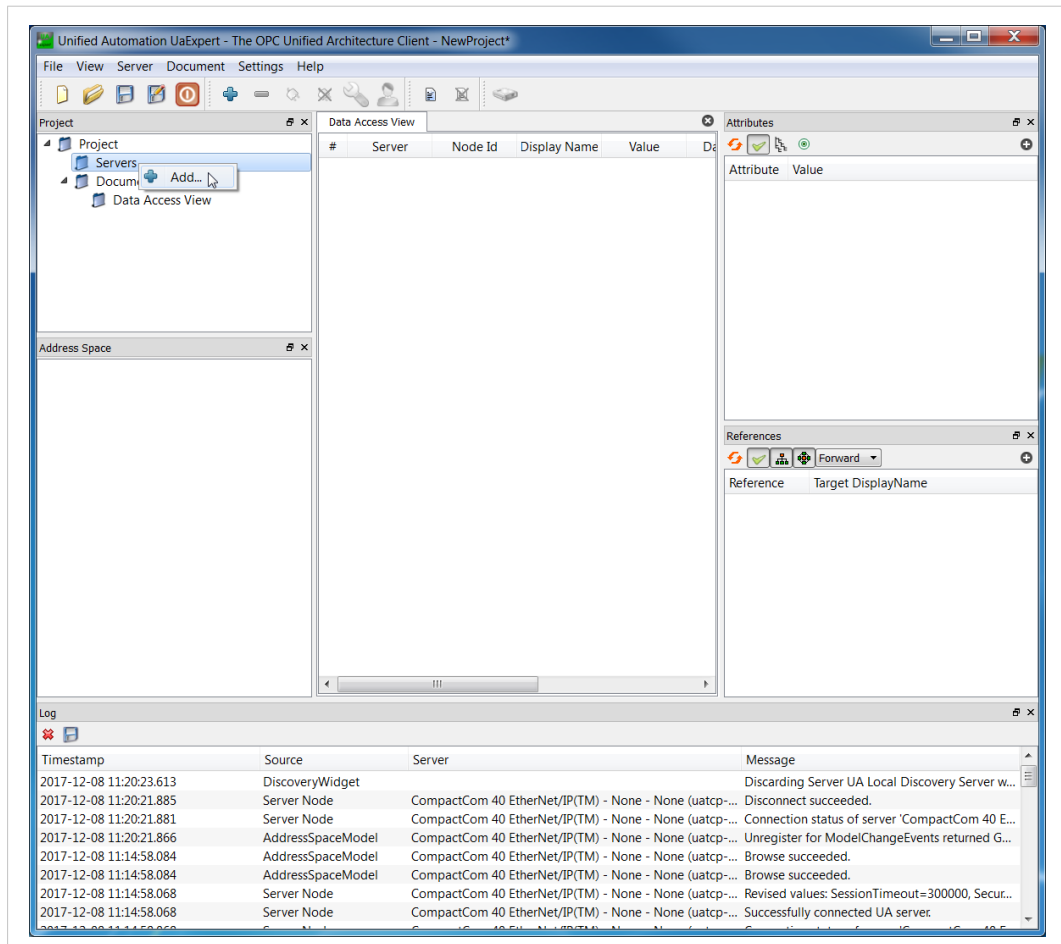 Unified Automation UaExpert - The OPC Unified Architecture Client - NewProject*
File View Server Document Settings Help
Project
Project
Servers
Add...
Data Access View
Data Access View
# Server Node Id Display Name Value
Attributes
Attribute Value
Address Space
References
Forward
Reference Target DisplayName
Log
Timestamp Source Server Message
2017-12-08 11:20:23.613 DiscoveryWidget Discarding Server UA Local Discovery Server w...
2017-12-08 11:20:21.885 Server Node CompactCom 40 EtherNet/IP(TM) - None - None (uatcp-... Disconnect succeeded.
2017-12-08 11:20:21.881 Server Node CompactCom 40 EtherNet/IP(TM) - None - None (uatcp-... Connection status of server 'CompactCom 40 E...
2017-12-08 11:20:21.866 AddressSpaceModel CompactCom 40 EtherNet/IP(TM) - None - None (uatcp-... Unregister for ModelChangeEvents returned G...
2017-12-08 11:14:58.084 AddressSpaceModel CompactCom 40 EtherNet/IP(TM) - None - None (uatcp-... Browse succeeded.
2017-12-08 11:14:58.084 AddressSpaceModel CompactCom 40 EtherNet/IP(TM) - None - None (uatcp-... Browse succeeded.
2017-12-08 11:14:58.068 Server Node CompactCom 40 EtherNet/IP(TM) - None - None (uatcp-... Revised values: SessionTimeout=300000, Secur...
2017-12-08 11:14:58.068 Server Node CompactCom 40 EtherNet/IP(TM) - None - None (uatcp-... Successfully connected UA server.